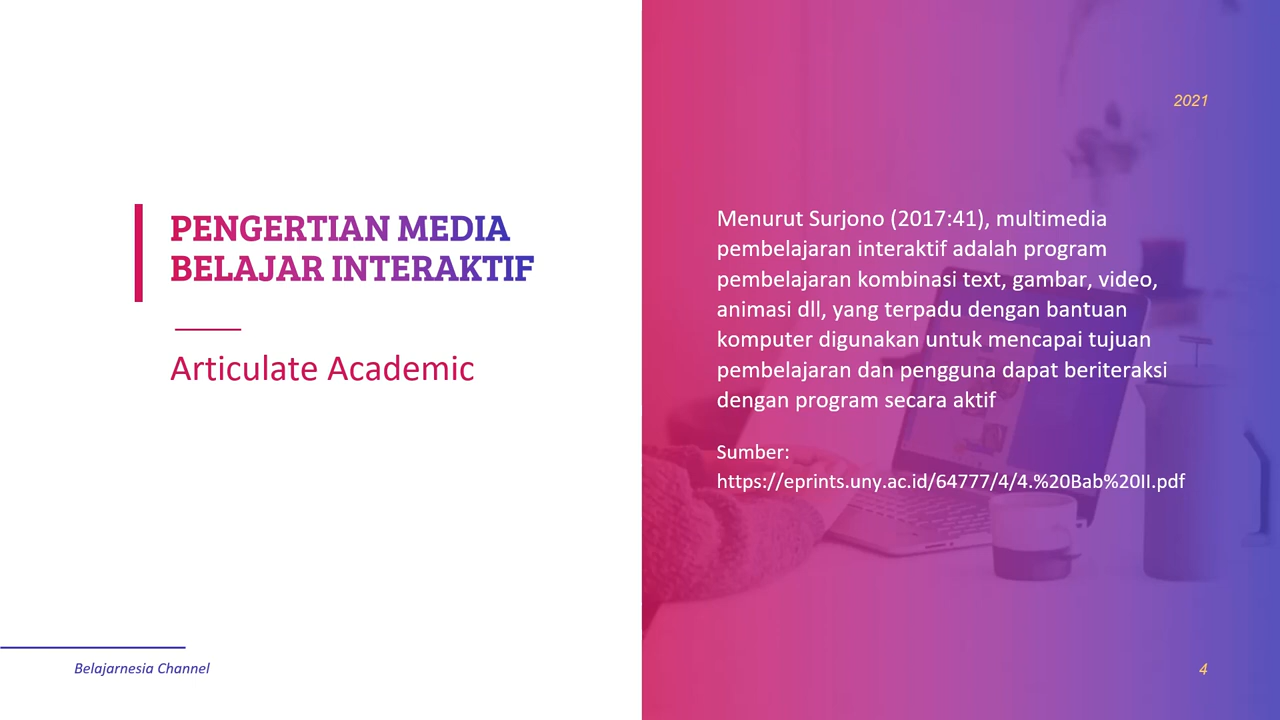 PENGERTIAN MEDIA
BELAJAR INTERAKTIF
Articulate Academic
Belajarnesia Channel
2021
Menurut Surjono (2017:41), multimedia
pembelajaran interaktif adalah program
pembelajaran kombinasi text, gambar, video,
animasi dll, yang terpadu dengan bantuan
komputer digunakan untuk mencapai tujuan
pembelajaran dan pengguna dapat beriteraksi
dengan program secara aktif
Sumber:
https://eprints.uny.ac.id/64777/4/4.%20Bab%20II.pdf
4